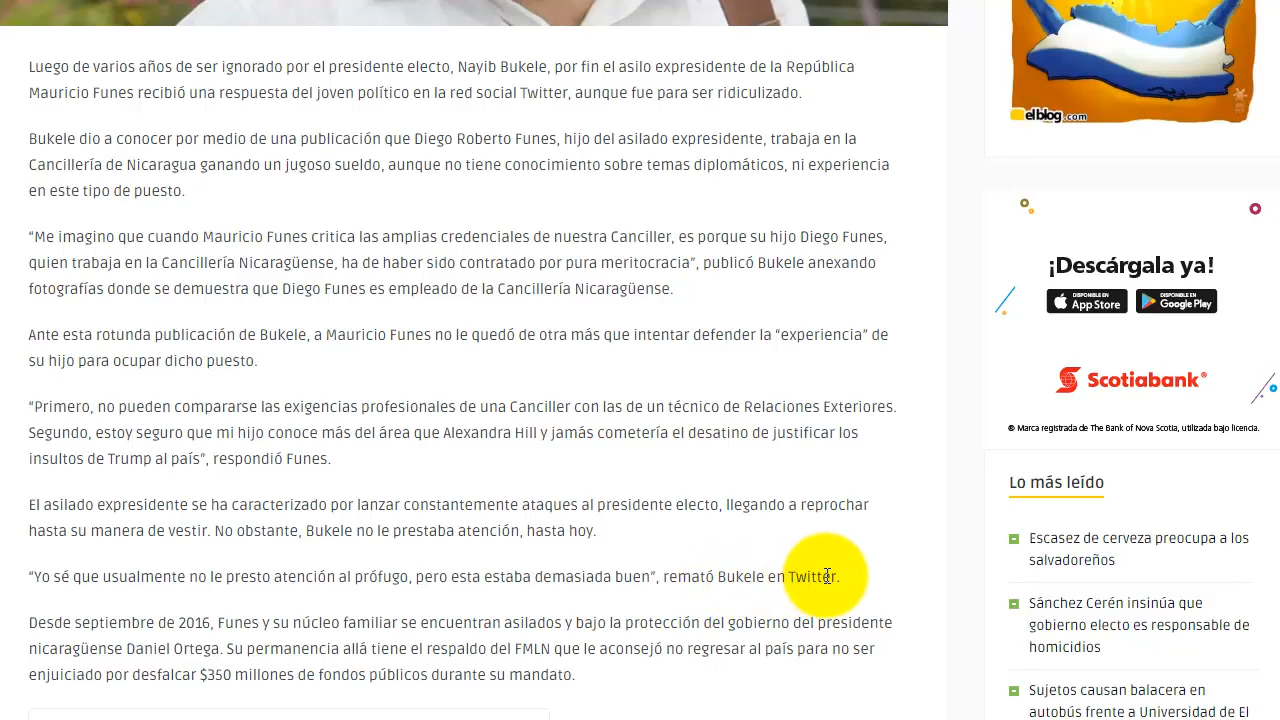 Luego de varios años de ser ignorado por el presidente electo, Nayib Bukele, por fin el asilo expresidente de la República
Mauricio Funes recibió una respuesta del joven político en la red social Twitter, aunque fue para ser ridiculizado.
Bukele dio a conocer por medio de una publicación que Diego Roberto Funes, hijo del asilado expresidente, trabaja en la
Cancillería de Nicaragua ganando un jugoso sueldo, aunque no tiene conocimiento sobre temas diplomáticos, ni experiencia
en este tipo de puesto.
“Me imagino que cuando Mauricio Funes critica las amplias credenciales de nuestra Canciller, es porque su hijo Diego Funes,
quien trabaja en la Cancillería Nicaragüense, ha de haber sido contratado por pura meritocracia”, publicó Bukele anexando
fotografías donde se demuestra que Diego Funes es empleado de la Cancillería Nicaragüense.
Ante esta rotunda publicación de Bukele, a Mauricio Funes no le quedó de otra más que intentar defender la “experiencia” de
su hijo para ocupar dicho puesto.
“Primero, no pueden compararse las exigencias profesionales de una Canciller con las de un técnico de Relaciones Exteriores.
Segundo, estoy seguro que mi hijo conoce más del área que Alexandra Hill y jamás cometería el desatino de justificar los
insultos de Trump al país”, respondió Funes.
El asilado expresidente se ha caracterizado por lanzar constantemente ataques al presidente electo, llegando a reprochar
hasta su manera de vestir. No obstante, Bukele no le prestaba atención, hasta hoy.
“Yo sé que usualmente no le presto atención al prófugo, pero esta estaba demasiada buen”, remató Bukele en Twitter.
Desde septiembre de 2016, Funes y su núcleo familiar se encuentran asilados y bajo la protección del gobierno del presidente
nicaragüense Daniel Ortega. Su permanencia allá tiene el respaldo del FMLN que le aconsejó no regresar al país para no ser
enjuiciado por desfalcar $350 millones de fondos públicos durante su mandato.
elblog.com
¡Descárgala ya!
DISPONIBLE EN
App Store
DISPONIBLE EN
Google Play
Scotiabank®
® Marca registrada de The Bank of Nova Scotia, utilizada bajo licencia.
Lo más leído
Escasez de cerveza preocupa a los
salvadoreños
Sánchez Cerén insinúa que
gobierno electo es responsable de
homicidios
Sujetos causan balacera en
autobús frente a Universidad de El